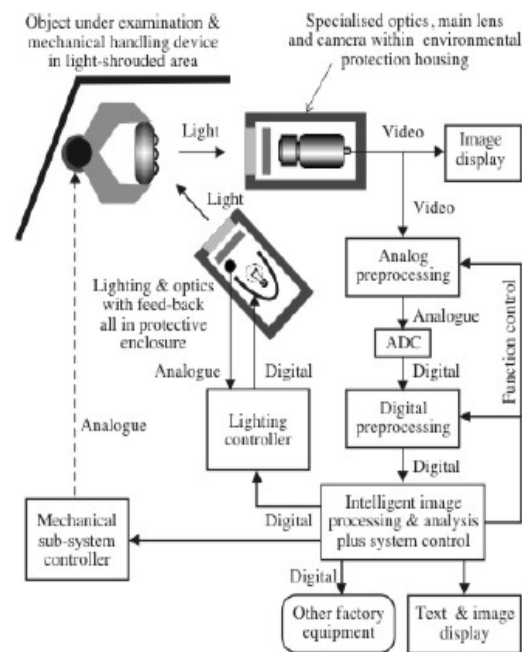 Object under examination &
mechanical handling device
in light-shrouded area
Specialised optics, main lens
and camera within environmental
protection housing
Light
Video
Image
display
Light
Video
Lighting & optics
with feed-back
all in protective
enclosure
Analog
preprocessing
Analogue
ADC
Function control
Analogue
Digital
Digital
Lighting
controller
Digital
preprocessing
Analogue
Digital
Mechanical
sub-system
controller
Digital
Intelligent image
processing & analysis
plus system control
Digital
Other factory
equipment
Text & image
display